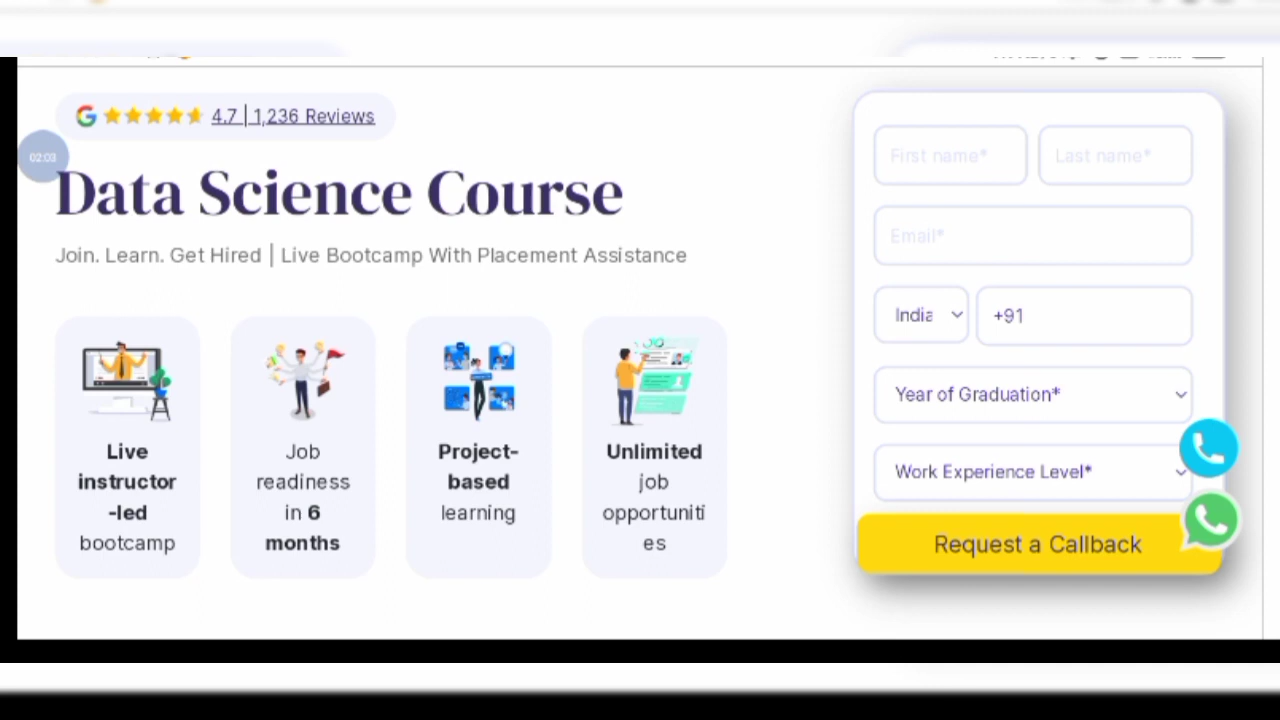 4.7 | 1,236 Reviews
02:03
Data Science Course
Join. Learn. Get Hired | Live Bootcamp With Placement Assistance
Live
instructor
-led
bootcamp
Job
readiness
in 6
months
Project-
based
learning
Unlimited
job
opportuniti
es
First name*
Last name*
Email*
India
+91
Year of Graduation*
Work Experience Level*
Request a Callback